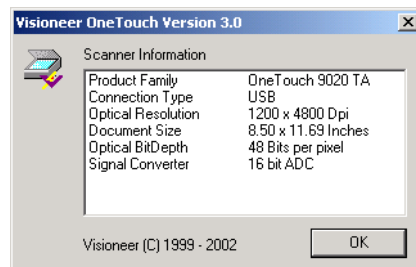 Visioneer OneTouch Version 3.0
Scanner Information
Product Family OneTouch 9020 TA
Connection Type USB
Optical Resolution 1200 x 4800 Dpi
Document Size 8.50 x 11.69 Inches
Optical BitDepth 48 Bits per pixel
Signal Converter 16 bit ADC
Visioneer (C) 1999 - 2002 OK